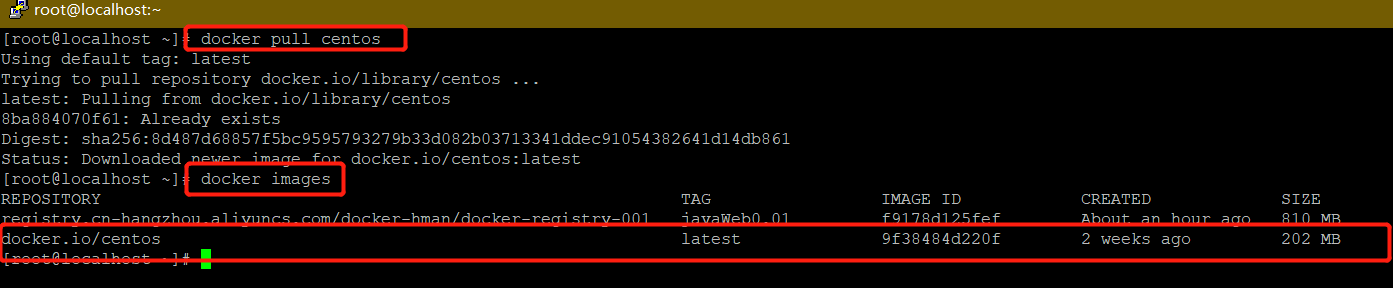 root@localhost:~
[root@localhost ~]# docker pull centos
Using default tag: latest
Trying to pull repository docker.io/library/centos ...
latest: Pulling from docker.io/library/centos
8ba884070f61: Already exists
Digest: sha256:8d487d68857f5bc9595793279b33d082b03713341ddec91054382641d14db861
Status: Downloaded newer image for docker.io/centos:latest
[root@localhost ~]# docker images
REPOSITORY TAG IMAGE ID CREATED SIZE
registry.cn-hangzhou.aliyuncs.com/docker-hman/docker-registry-001 javaWeb0.01 f9178d125fef About an hour ago 810 MB
docker.io/centos latest 9f38484d220f 2 weeks ago 202 MB
[root@localhost ~]#